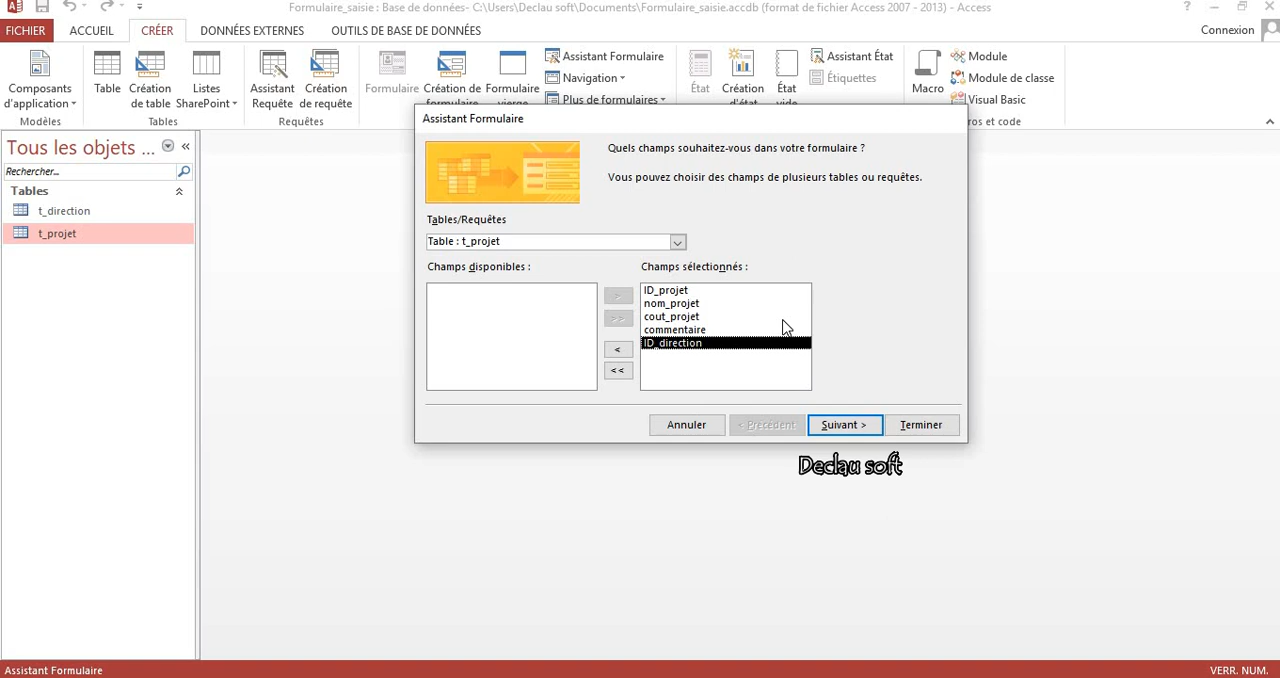 Formulaire_saisie : Base de données- C:\Users\Declau soft\Documents\Formulaire_saisie.accdb (format de fichier Access 2007 - 2013) - Access
FICHIER ACCUEIL CRÉER DONNÉES EXTERNES OUTILS DE BASE DE DONNÉES Connexion
Composants d'application
Modèles
Table
Création de table
Listes SharePoint
Tables
Assistant Requête
Création de requête
Requêtes
Formulaire
Création de formulaire
Formulaire vierge
Assistant Formulaire
Navigation
Plus de formulaires
État
Création d'état
État vide
Assistant État
Étiquettes
Macro
Module
Module de classe
Visual Basic
ros et code
Tous les objets ...
Rechercher...
Tables
t_direction
t_projet
Assistant Formulaire
Quels champs souhaitez-vous dans votre formulaire ?
Vous pouvez choisir des champs de plusieurs tables ou requêtes.
Tables/Requêtes
Table : t_projet
Champs disponibles :
Champs sélectionnés :
>
>>
<
<<
ID_projet
nom_projet
cout_projet
commentaire
ID_direction
Annuler < Précédent Suivant > Terminer
Declau soft
Assistant Formulaire VERR. NUM.